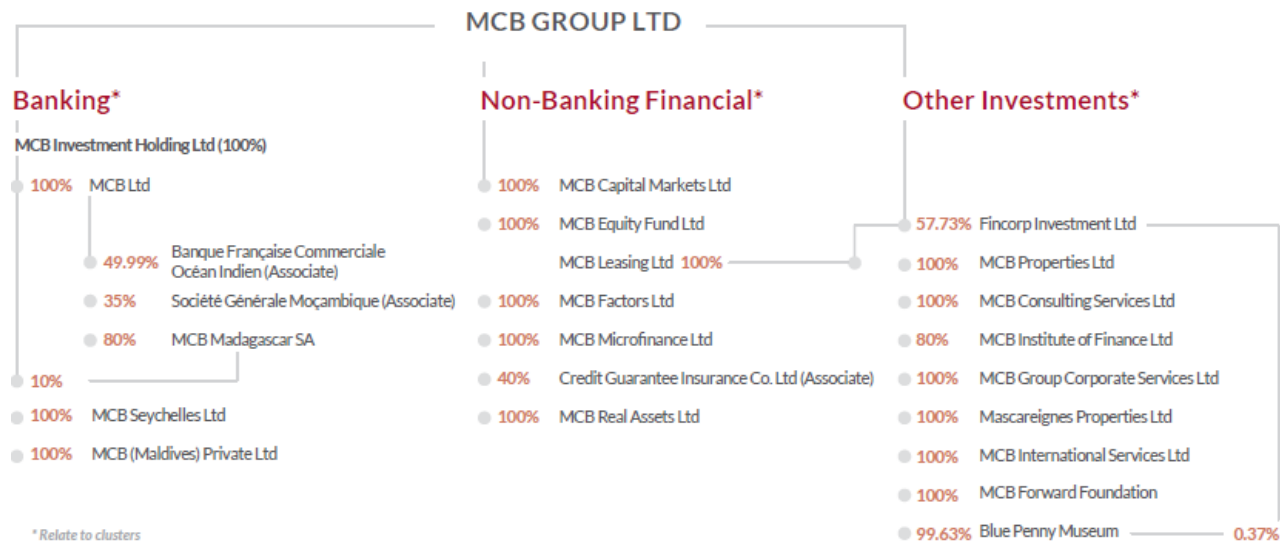 MCB GROUP LTD
Banking*
MCB Investment Holding Ltd (100%)
100% MCB Ltd
49.99% Banque Française Commerciale
Océan Indien (Associate)
35% Société Générale Moçambique (Associate)
80% MCB Madagascar SA
10%
100% MCB Seychelles Ltd
100% MCB (Maldives) Private Ltd
Non-Banking Financial*
100% MCB Capital Markets Ltd
100% MCB Equity Fund Ltd
MCB Leasing Ltd 100%
100% MCB Factors Ltd
100% MCB Microfinance Ltd
40% Credit Guarantee Insurance Co. Ltd (Associate)
100% MCB Real Assets Ltd
Other Investments*
57.73% Fincorp Investment Ltd
100% MCB Properties Ltd
100% MCB Consulting Services Ltd
80% MCB Institute of Finance Ltd
100% MCB Group Corporate Services Ltd
100% Mascareignes Properties Ltd
100% MCB International Services Ltd
100% MCB Forward Foundation
99.63% Blue Penny Museum 0.37%
* Relate to clusters